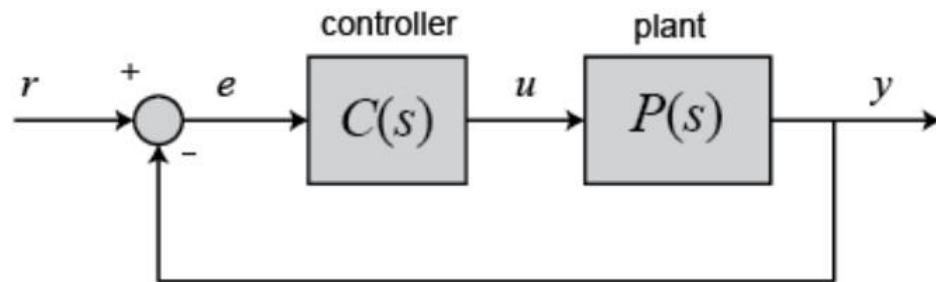 controller plant
r + e C(s) u P(s) y
-